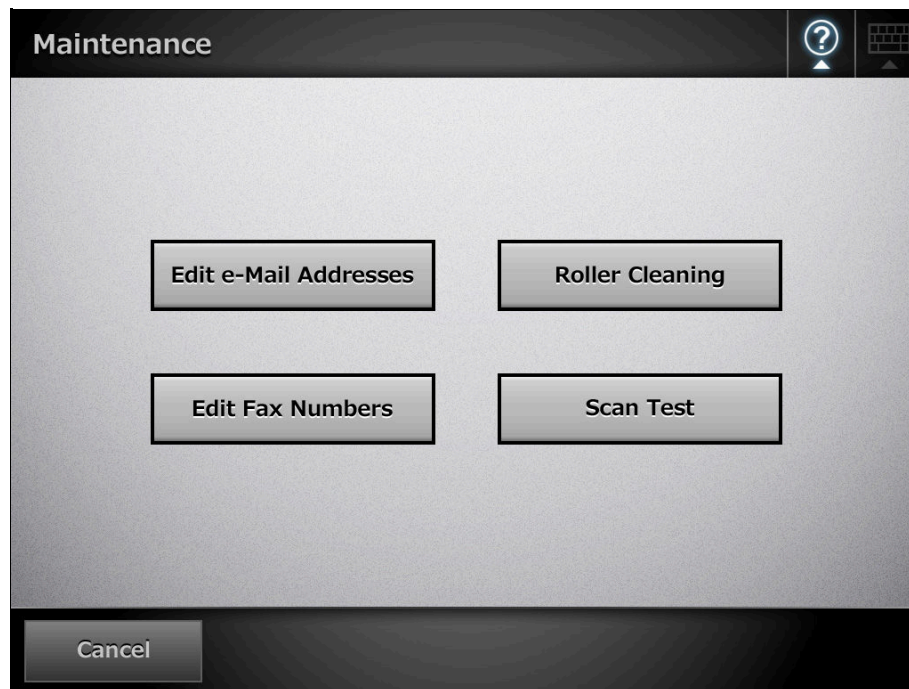 Maintenance
?
Edit e-Mail Addresses
Roller Cleaning
Edit Fax Numbers
Scan Test
Cancel